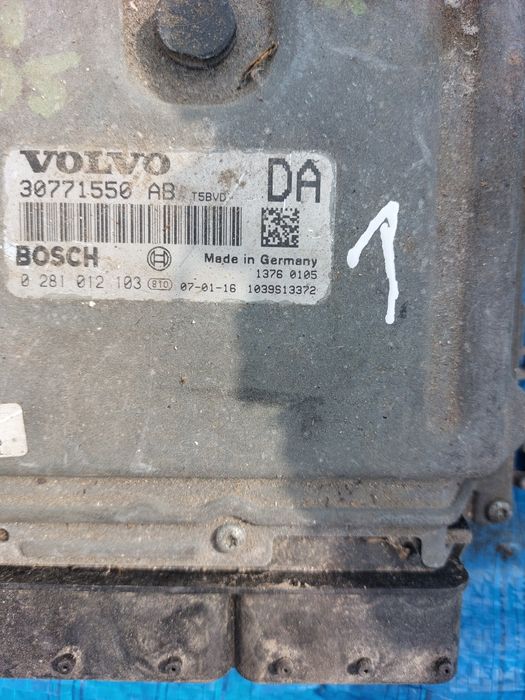 VOLVO
30771550 AB T5BVD DA
BOSCH Made in Germany
1376 0105
0 281 012 103 810 07-01-16 1039S13372
1